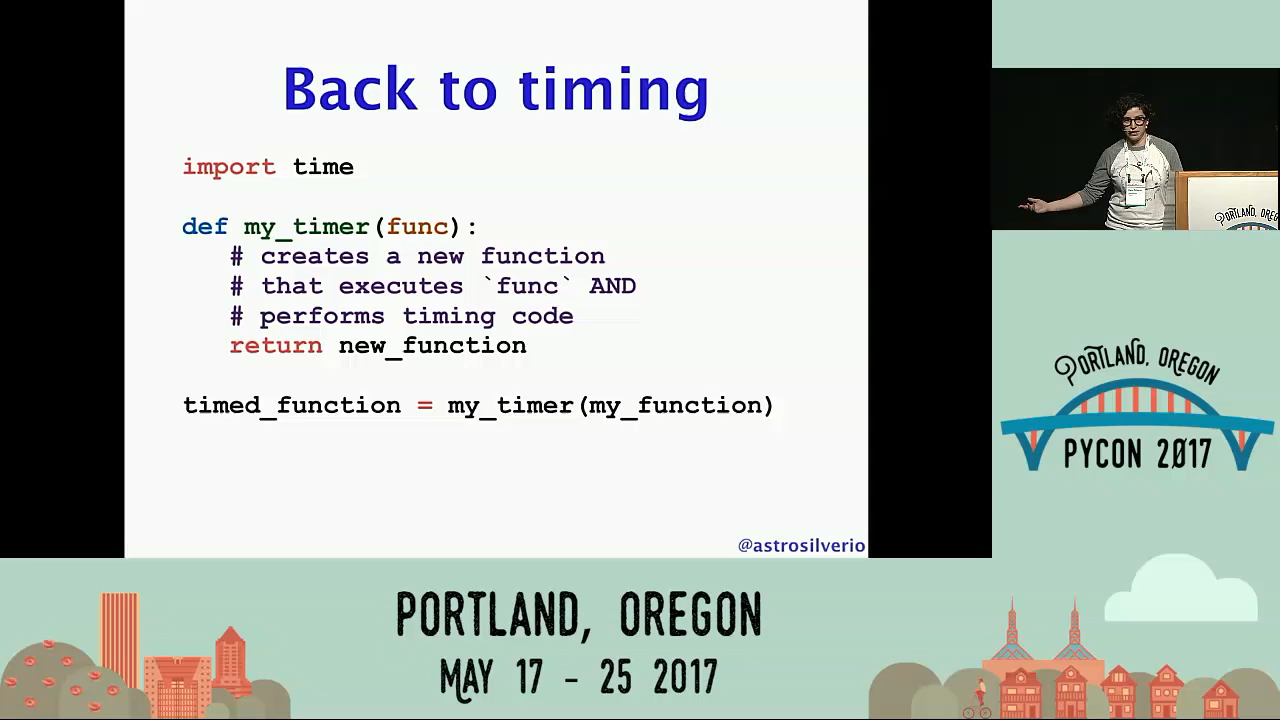 Back to timing
import time
def my_timer(func):
# creates a new function
# that executes `func` AND
# performs timing code
return new_function
timed_function = my_timer(my_function)
@astrosilverio
PORTLAND, OREGON
PYCON 2017
PORTLAND, OREGON
MAY 17 - 25 2017